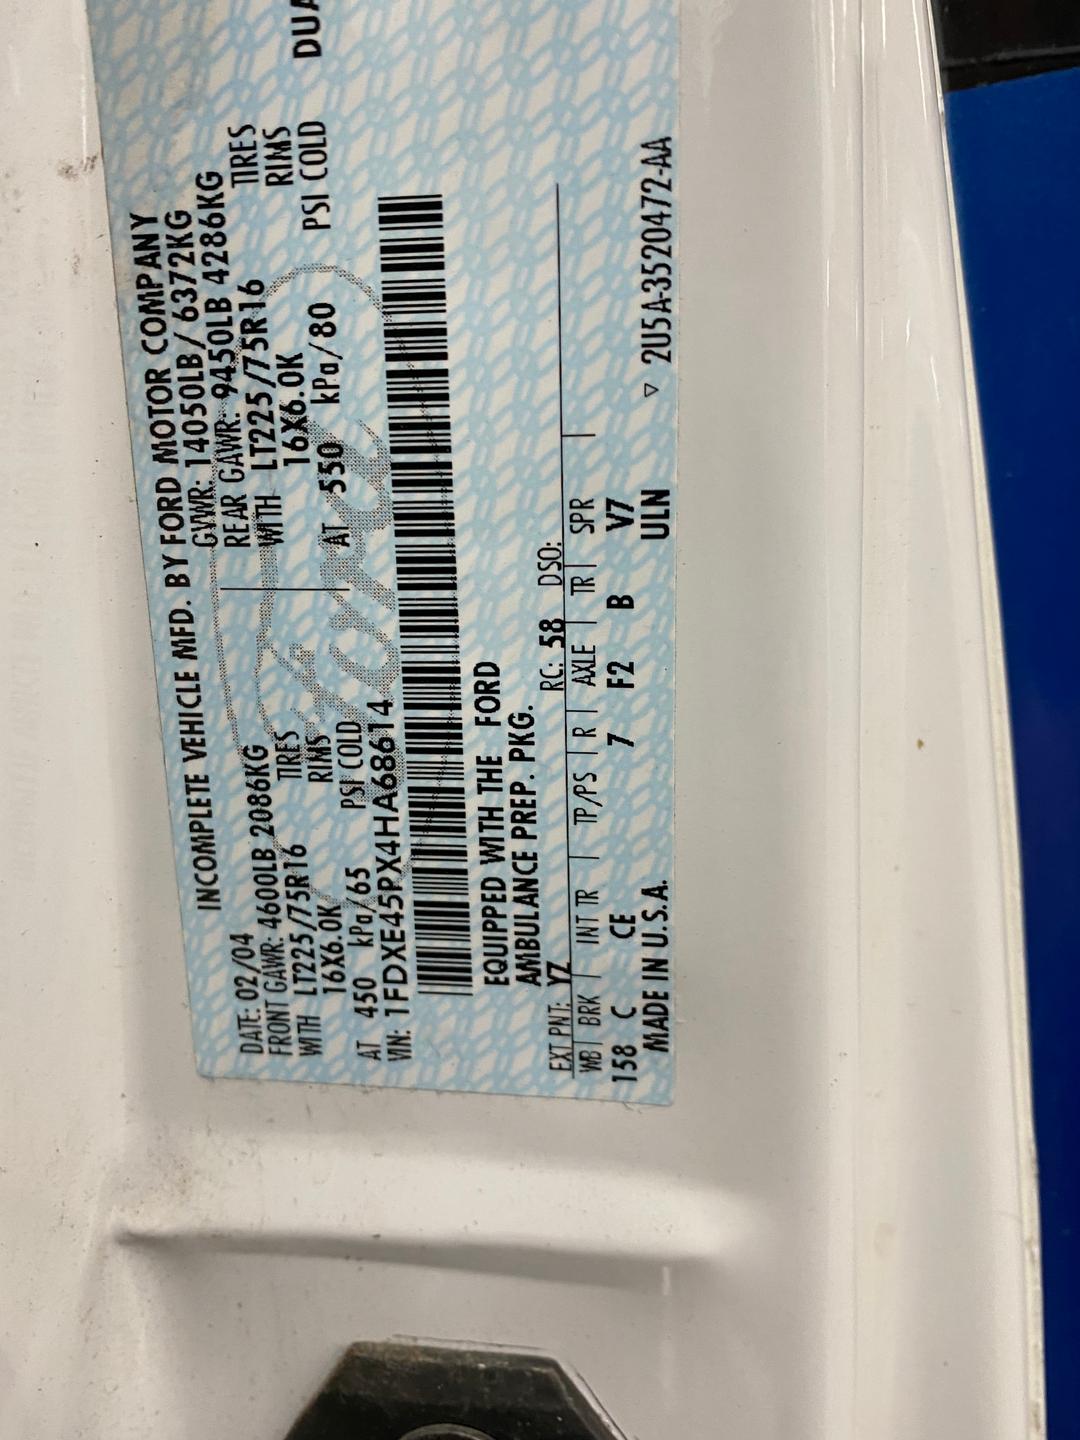 INCOMPLETE VEHICLE MFD. BY FORD MOTOR COMPANY
DATE: 02/04 GVWR: 14050LB/6372KG
FRONT GAWR: 4600LB 2086KG REAR GAWR: 9450LB 4286KG
WITH LT225/75R16 TIRES WITH LT225/75R16 TIRES
16X6.0K RIMS 16X6.0K RIMS
AT 450 kPa/65 PSI COLD AT 550 kPa/80 PSI COLD
VIN: 1FDXE45PX4HA68614
Ford
EQUIPPED WITH THE FORD
AMBULANCE PREP. PKG.
EXT PNT: YZ RC: 58 DSO:
WB BRK INT TR TP/PS R AXLE TR SPR
158 C CE 7 F2 B V7
MADE IN U.S.A. ULN
▽ 2U5A-3520472-AA